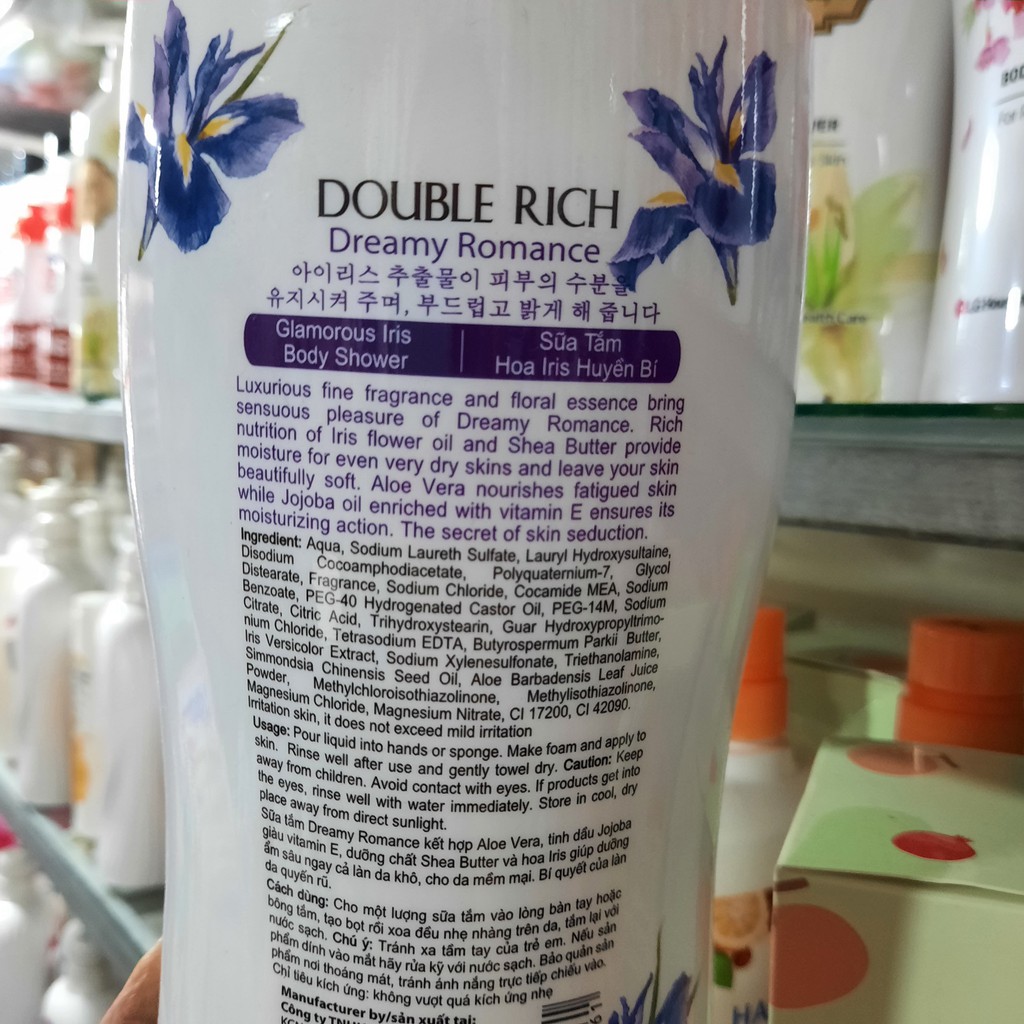 DOUBLE RICH
Dreamy Romance
아이리스 추출물이 피부의 수분을
유지시켜 주며, 부드럽고 밝게 해 줍니다
Glamorous Iris
Body Shower
Sữa Tắm
Hoa Iris Huyền Bí
Luxurious fine fragrance and floral essence bring
sensuous pleasure of Dreamy Romance. Rich
nutrition of Iris flower oil and Shea Butter provide
moisture for even very dry skins and leave your skin
beautifully soft. Aloe Vera nourishes fatigued skin
while Jojoba oil enriched with vitamin E ensures its
moisturizing action. The secret of skin seduction.
Ingredient: Aqua, Sodium Laureth Sulfate, Lauryl Hydroxysultaine,
Disodium Cocoamphodiacetate, Polyquaternium-7, Glycol
Distearate, Fragrance, Sodium Chloride, Cocamide MEA, Sodium
Benzoate, PEG-40 Hydrogenated Castor Oil, PEG-14M, Sodium
Citrate, Citric Acid, Trihydroxystearin, Guar Hydroxypropyltrimo-
nium Chloride, Tetrasodium EDTA, Butyrospermum Parkii Butter,
Iris Versicolor Extract, Sodium Xylenesulfonate, Triethanolamine,
Simmondsia Chinensis Seed Oil, Aloe Barbadensis Leaf Juice
Powder, Methylchloroisothiazolinone, Methylisothiazolinone,
Magnesium Chloride, Magnesium Nitrate, CI 17200, CI 42090.
Irritation skin, it does not exceed mild irritation
Usage: Pour liquid into hands or sponge. Make foam and apply to
skin. Rinse well after use and gently towel dry. Caution: Keep
away from children. Avoid contact with eyes. If products get into
the eyes, rinse well with water immediately. Store in cool, dry
place away from direct sunlight.
Sữa tắm Dreamy Romance kết hợp Aloe Vera, tinh dầu Jojoba
giàu vitamin E, dưỡng chất Shea Butter và hoa Iris giúp dưỡng
ẩm sâu ngay cả làn da khô, cho da mềm mại. Bí quyết của làn
da quyến rũ.
Cách dùng: Cho một lượng sữa tắm vào lòng bàn tay hoặc
bông tắm, tạo bọt rồi xoa đều nhẹ nhàng trên da, tắm lại với
nước sạch. Chú ý: Tránh xa tầm tay của trẻ em. Nếu sản
phẩm dính vào mắt hãy rửa kỹ với nước sạch. Bảo quản sản
phẩm nơi thoáng mát, tránh ánh nắng trực tiếp chiếu vào.
Chỉ tiêu kích ứng: không vượt quá kích ứng nhẹ
Manufacturer by/sản xuất tại:
Công ty